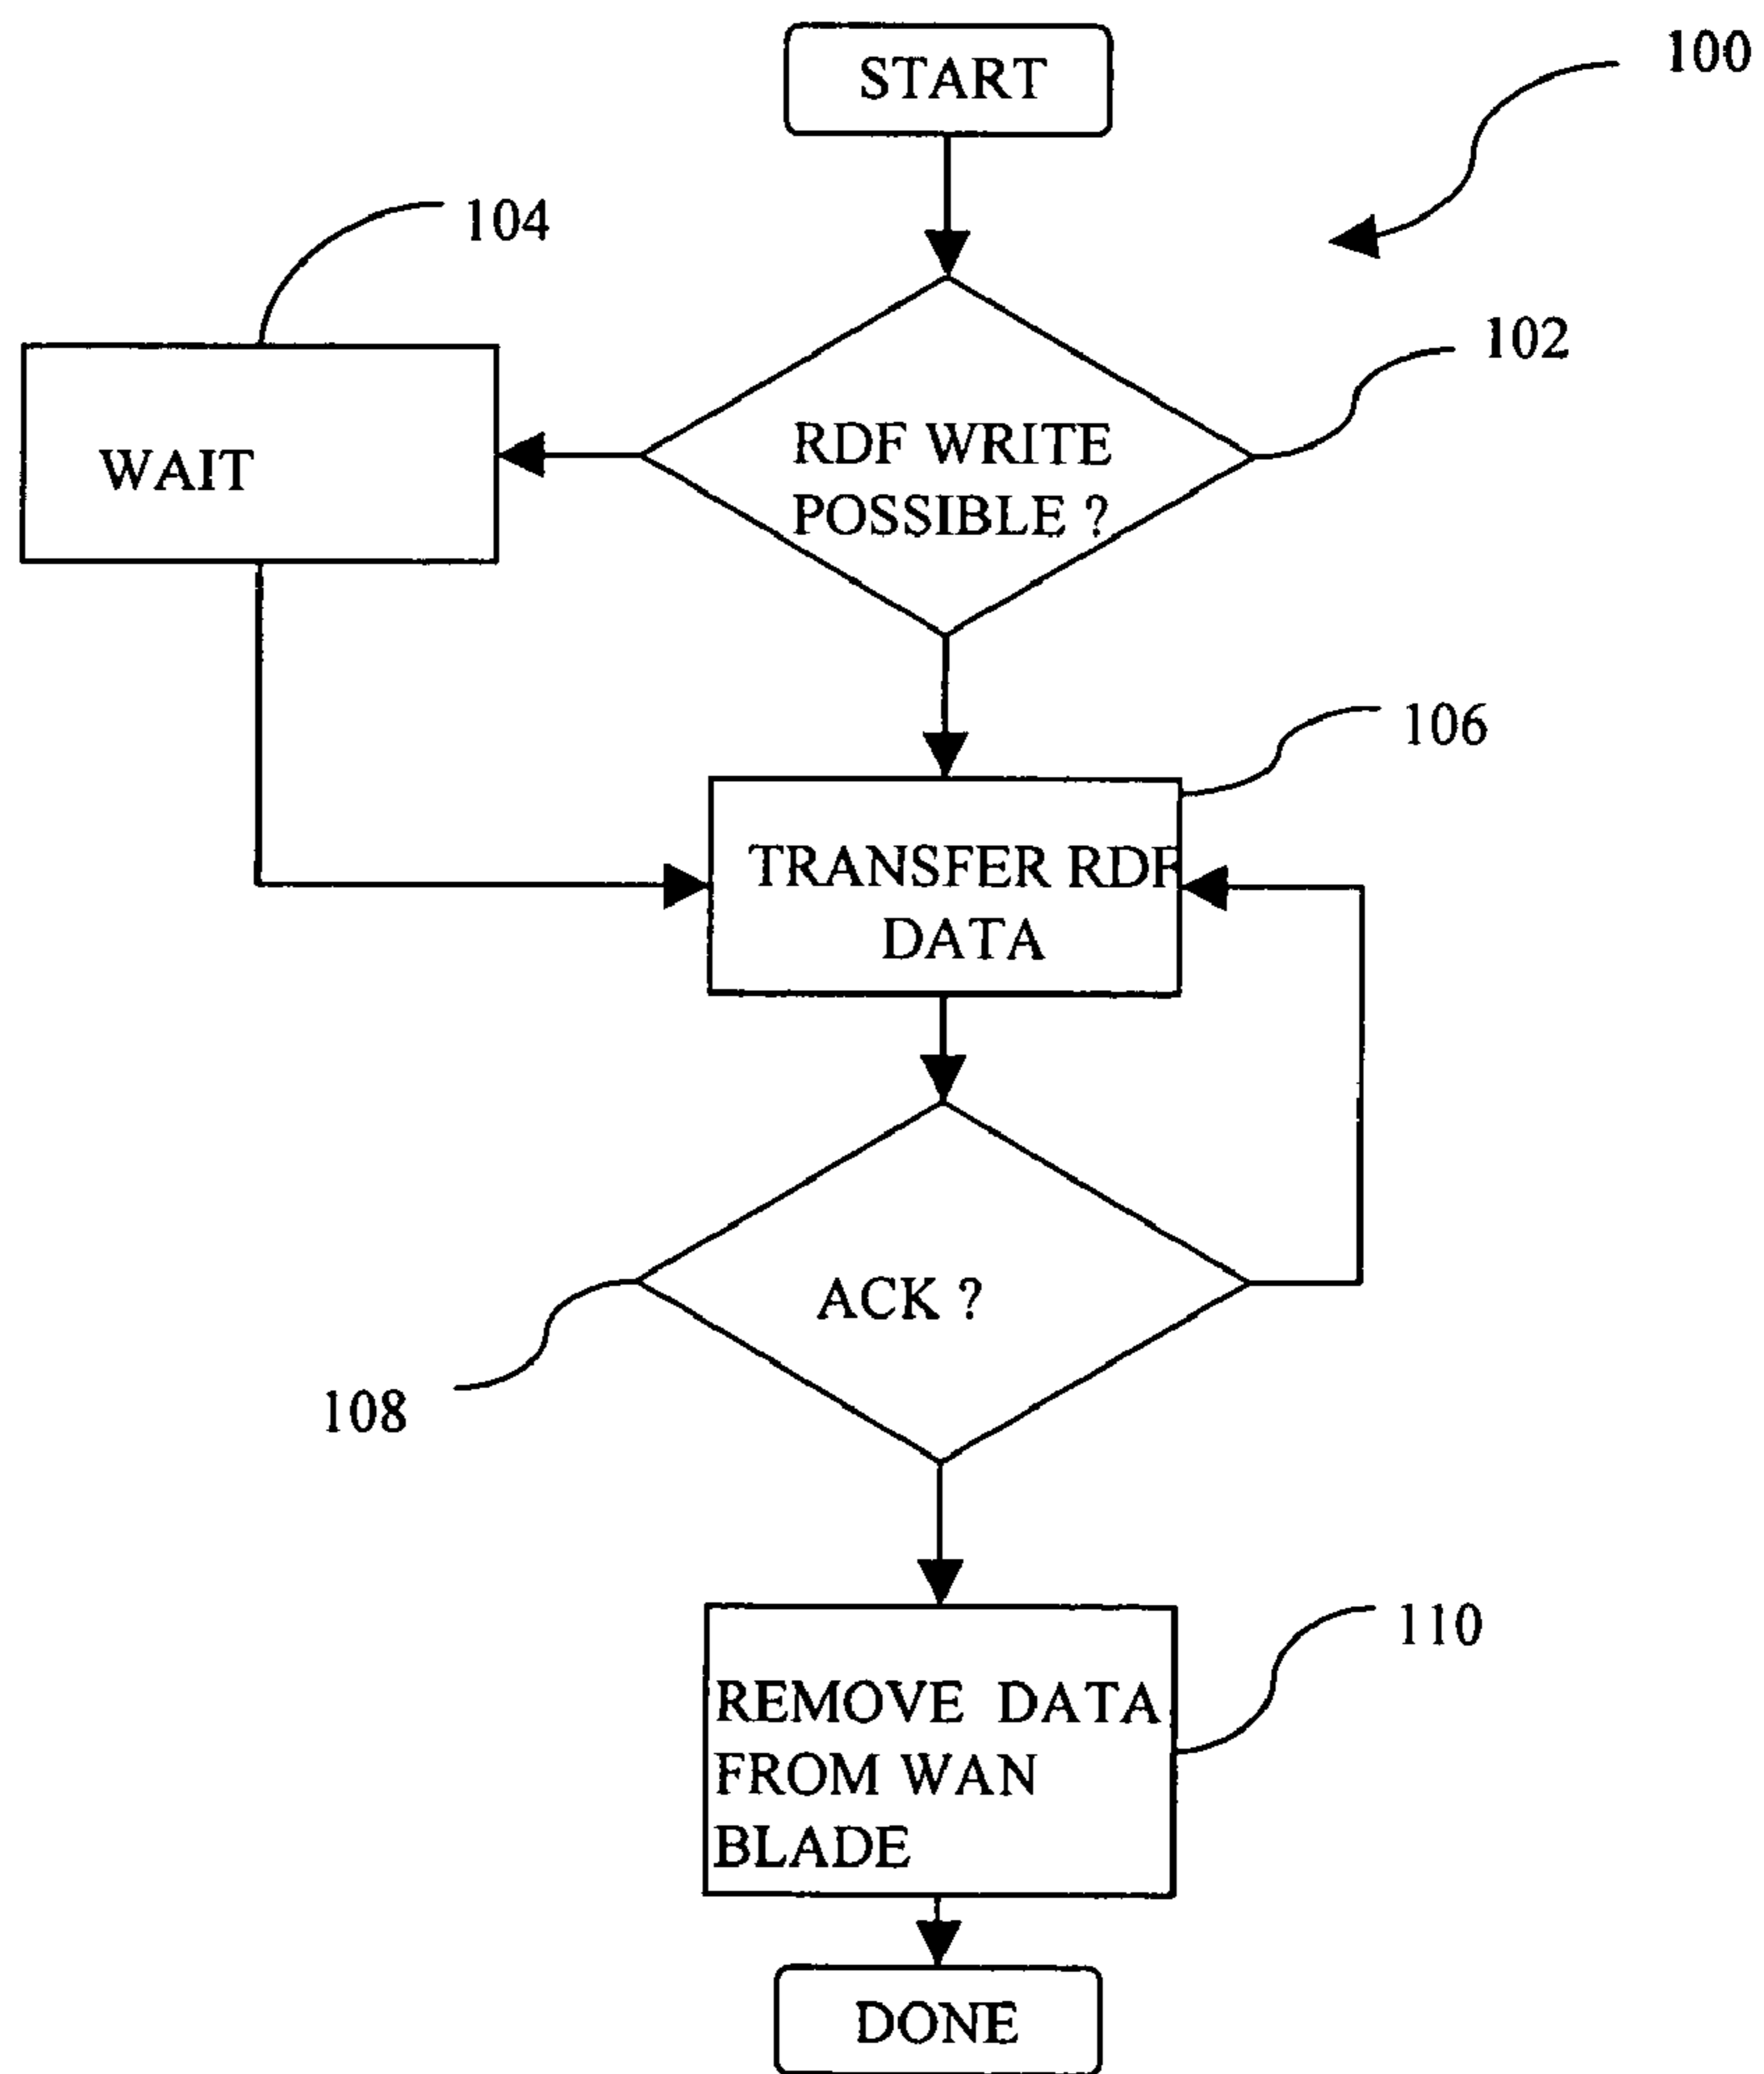 START
100
104
102
RDF WRITE
POSSIBLE ?
WAIT
106
TRANSFER RDF
DATA
ACK ?
108
110
REMOVE DATA
FROM WAN
BLADE
DONE